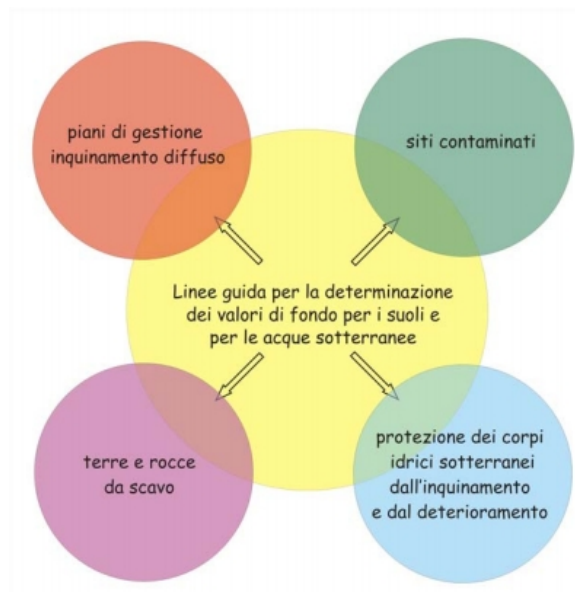 piani di gestione
inquinamento diffuso
siti contaminati
Linee guida per la determinazione
dei valori di fondo per i suoli e
per le acque sotterranee
terre e rocce
da scavo
protezione dei corpi
idrici sotterranei
dall'inquinamento
e dal deterioramento